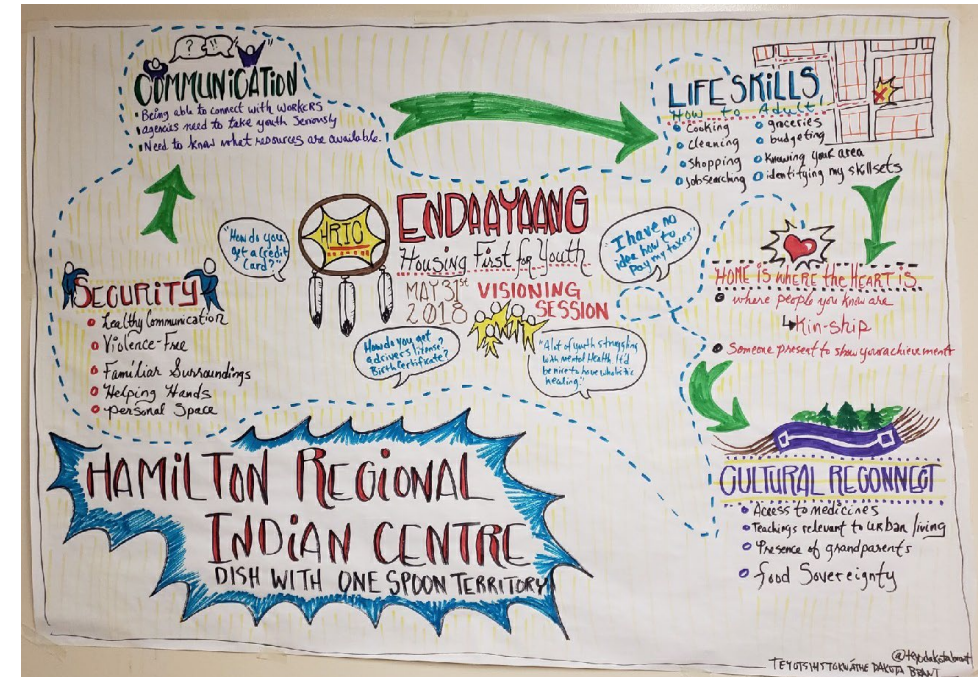 ? !!
COMMUNICATION
• Being able to connect with WORKERS
• agencies need to take youth seriously
• Need to know what resources are available.
LIFE SKILLS
How to Adult!
• Cooking
• Cleaning
• Shopping
• Job searching
• groceries
• budgeting
• Knowing your area
• identifying my skillsets
HRIC
ENDAAYAANG
Housing First for Youth
MAY 31st
2018
VISIONING
SESSION
"How do you
get a credit
Card?"
"I have no
idea how to
Pay my taxes"
How do you get
a drivers license?
Birth Certificate?
"A lot of youth struggling
with mental Health. It'd
be nice to have wholistic
healing."
SECURITY
• Healthy Communication
• Violence-Free
• Familiar Surroundings
• Helping Hands
• personal Space
HOME IS WHERE THE HEART IS
• where people you know are
Kin-ship
• Someone present to show your achievement
CULTURAL RECONNECT
• Access to medicines
• Teachings relevant to urban living
• Presence of grandparents
• food Sovereignty
HAMILTON REGIONAL
INDIAN CENTRE
DISH WITH ONE SPOON TERRITORY
@teyodakotabrant
DAKOTA
BRANT